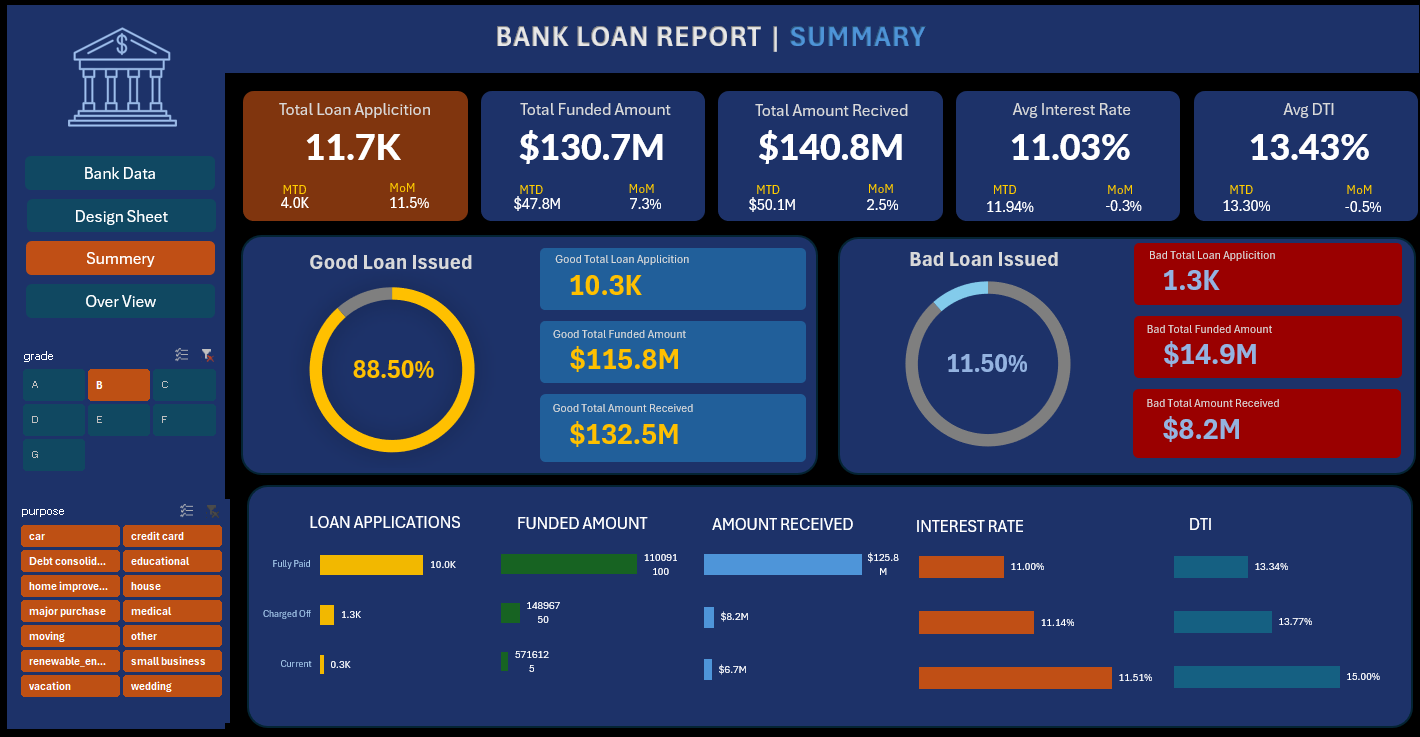 BANK LOAN REPORT | SUMMARY
Bank Data
Design Sheet
Summery
Over View
grade
A
B
C
D
E
F
G
purpose
car
credit card
Debt consolid...
educational
home improve...
house
major purchase
medical
moving
other
renewable_en...
small business
vacation
wedding
Total Loan Applicition
11.7K
MTD
4.0K
MoM
11.5%
Total Funded Amount
$130.7M
MTD
$47.8M
MoM
7.3%
Total Amount Recived
$140.8M
MTD
$50.1M
MoM
2.5%
Avg Interest Rate
11.03%
MTD
11.94%
MoM
-0.3%
Avg DTI
13.43%
MTD
13.30%
MoM
-0.5%
Good Loan Issued
88.50%
Good Total Loan Applicition
10.3K
Good Total Funded Amount
$115.8M
Good Total Amount Received
$132.5M
Bad Loan Issued
11.50%
Bad Total Loan Applicition
1.3K
Bad Total Funded Amount
$14.9M
Bad Total Amount Received
$8.2M
LOAN APPLICATIONS
Fully Paid
10.0K
Charged Off
1.3K
Current
0.3K
FUNDED AMOUNT
110091
100
148967
50
571612
5
AMOUNT RECEIVED
$125.8
M
$8.2M
$6.7M
INTEREST RATE
11.00%
11.14%
11.51%
DTI
13.34%
13.77%
15.00%